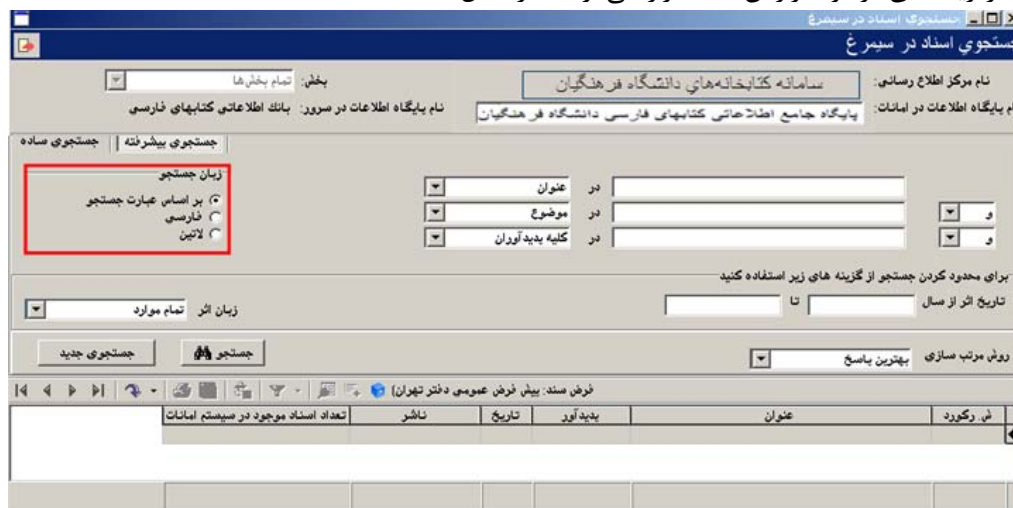 جستجوي اسناد در سيمرغ
جستجوي اسناد در سيمرغ
نام مرکز اطلاع رسانی: سامانه کتابخانه‌های دانشگاه فرهنگیان بخش: تمام بخش‌ها
نام پایگاه اطلاعات در امانات: پایگاه جامع اطلاعاتی کتابهای فارسی دانشگاه فرهنگیان نام پایگاه اطلاعات در سرور: بانك اطلاعاتی کتابهای فارسی
جستجوی پیشرفته جستجوی ساده
زبان جستجو
در عنوان بر اساس عبارت جستجو
و در موضوع فارسی
و در کلیه پدیدآوران لاتین
برای محدود کردن جستجو از گزینه های زیر استفاده کنید
تاریخ اثر از سال تا زبان اثر تمام موارد
روش مرتب سازی بهترین پاسخ جستجو جستجوی جدید
فرض سند: پیش فرض عمومی دفتر تهران)
ش. رکورد عنوان پدیدآور تاریخ ناشر تعداد اسناد موجود در سیستم امانات